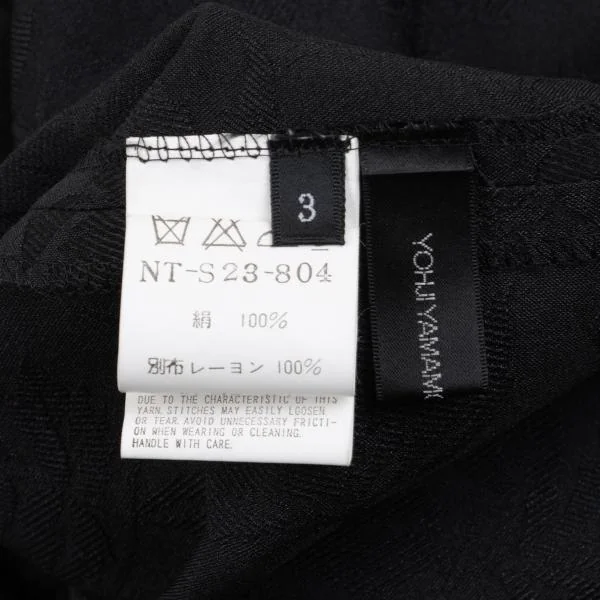 3
NT-S23-804
絹 100%
別布レーヨン 100%
DUE TO THE CHARACTERISTIC OF THIS
YARN. STITCHES MAY EASILY LOOSEN
OR TEAR. AVOID UNNECESSARY FRICTI-
ON WHEN WEARING OR CLEANING.
HANDLE WITH CARE.
YOHJI YAMAM